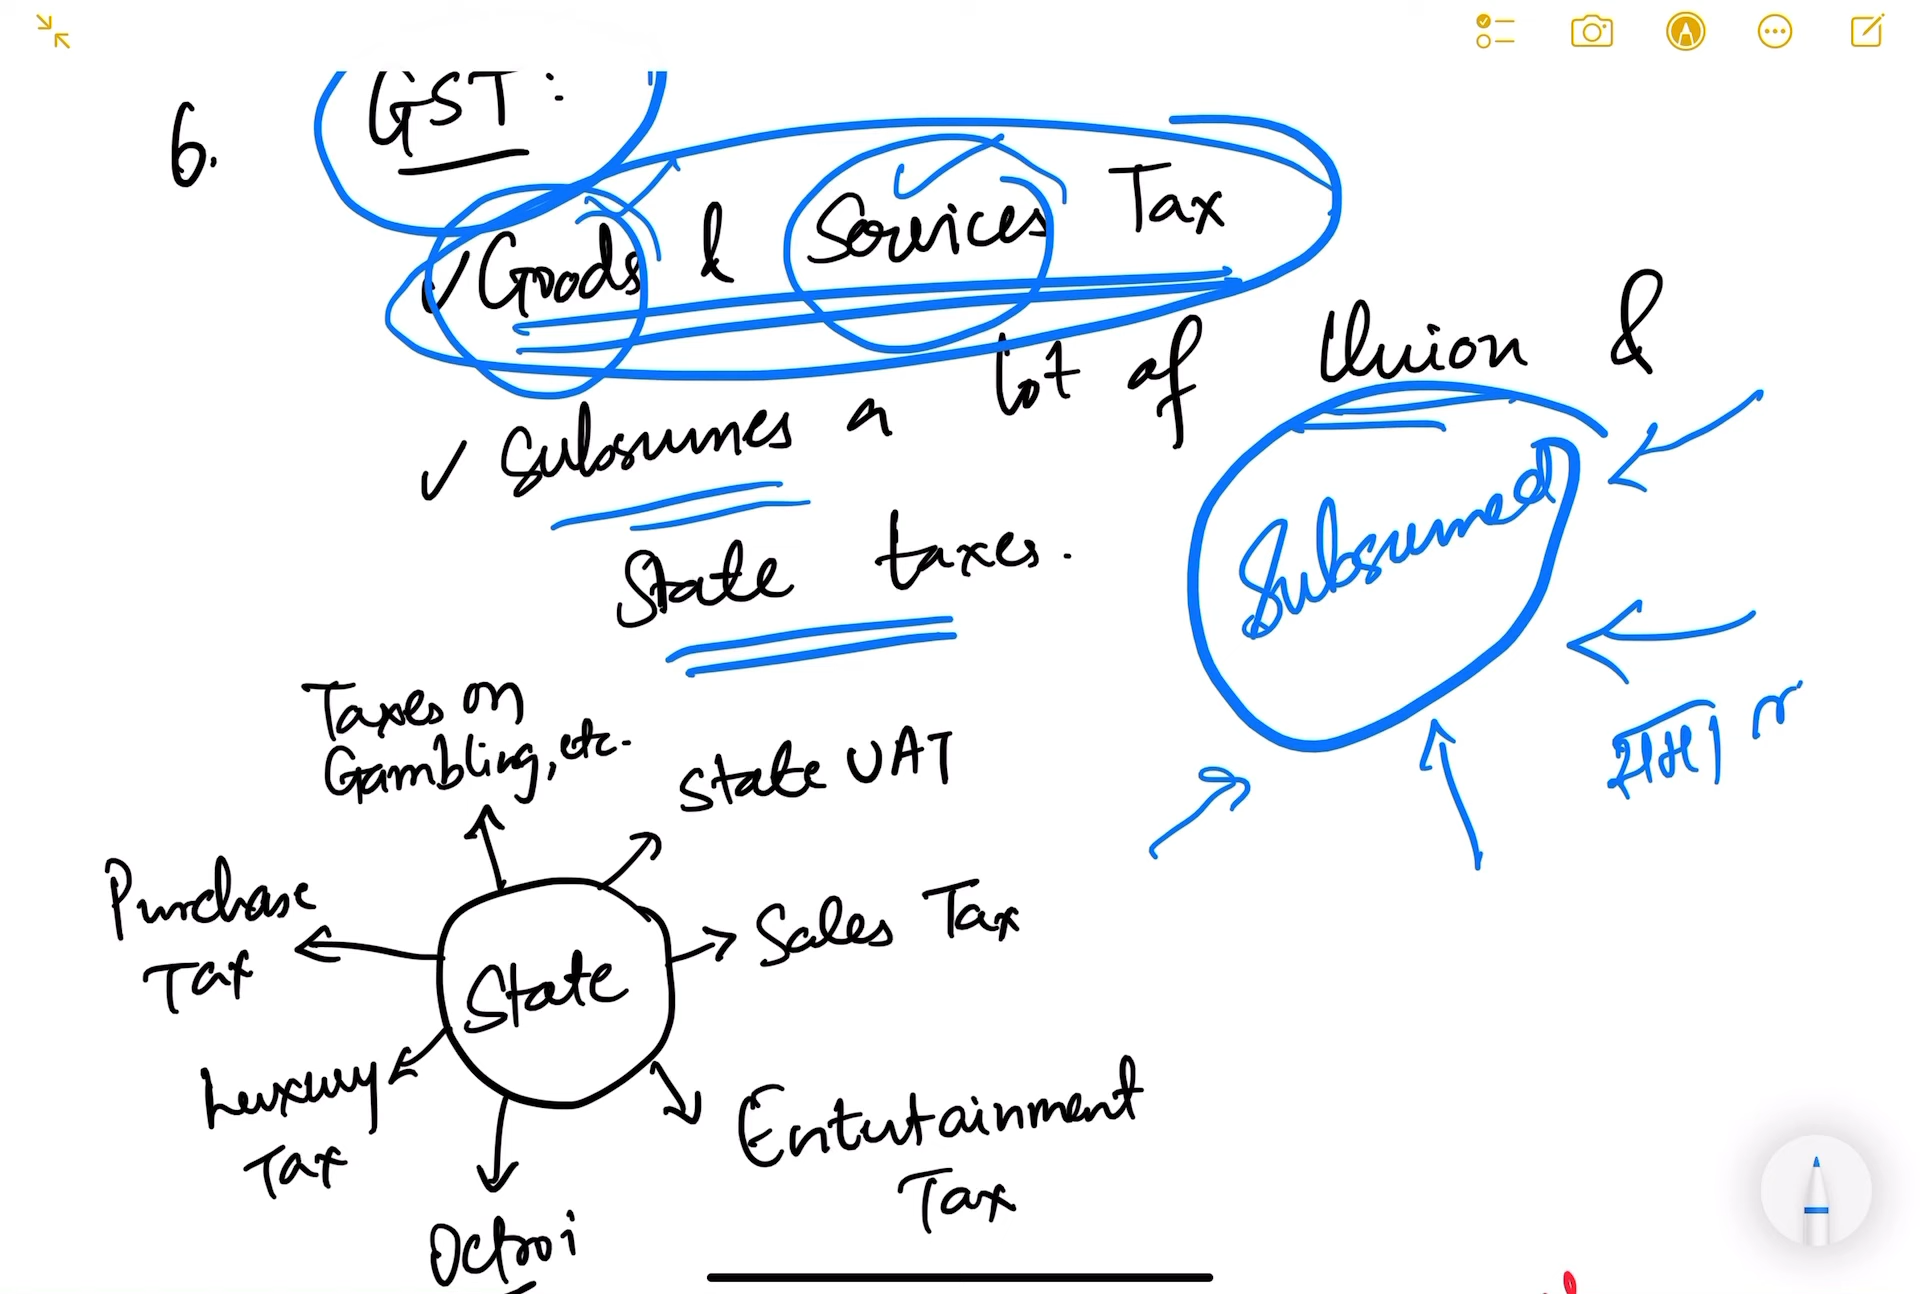 6. GST:
Goods & Services Tax
Subsumes a lot of Union &
State taxes.
Subsumed
Taxes on
Gambling, etc.
State VAT
Purchase
Tax
Sales Tax
State
Luxury
Tax
Entertainment
Tax
Octroi